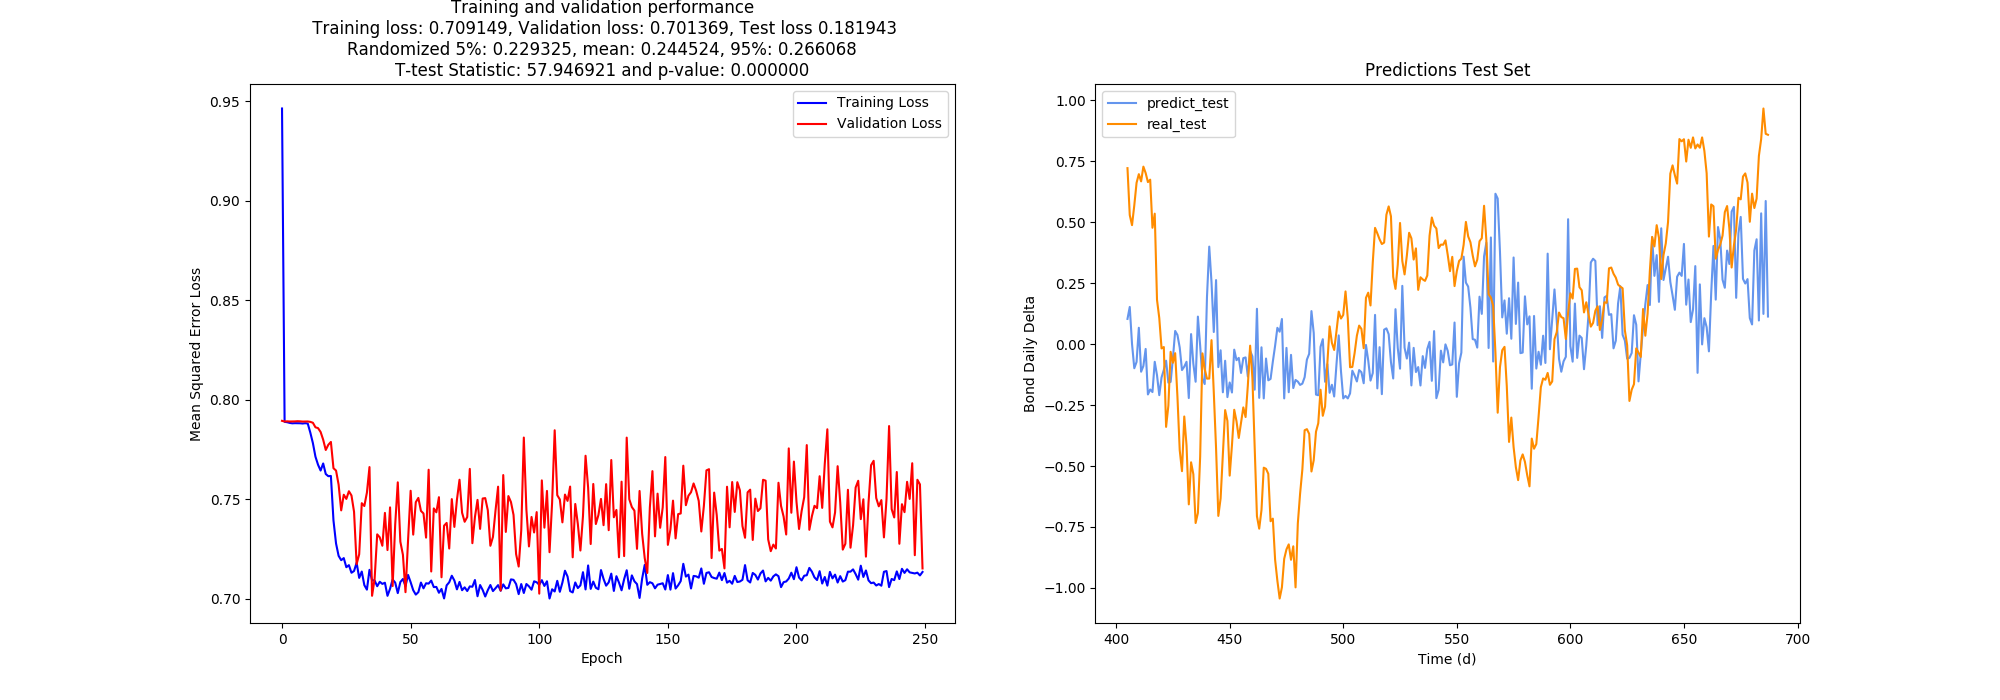 Training and validation performance
Training loss: 0.709149, Validation loss: 0.701369, Test loss 0.181943
Randomized 5%: 0.229325, mean: 0.244524, 95%: 0.266068
T-test Statistic: 57.946921 and p-value: 0.000000
Training Loss
Validation Loss
Mean Squared Error Loss
0.95
0.90
0.85
0.80
0.75
0.70
0
50
100
150
200
250
Epoch
Predictions Test Set
predict_test
real_test
Bond Daily Delta
1.00
0.75
0.50
0.25
0.00
−0.25
−0.50
−0.75
−1.00
400
450
500
550
600
650
700
Time (d)